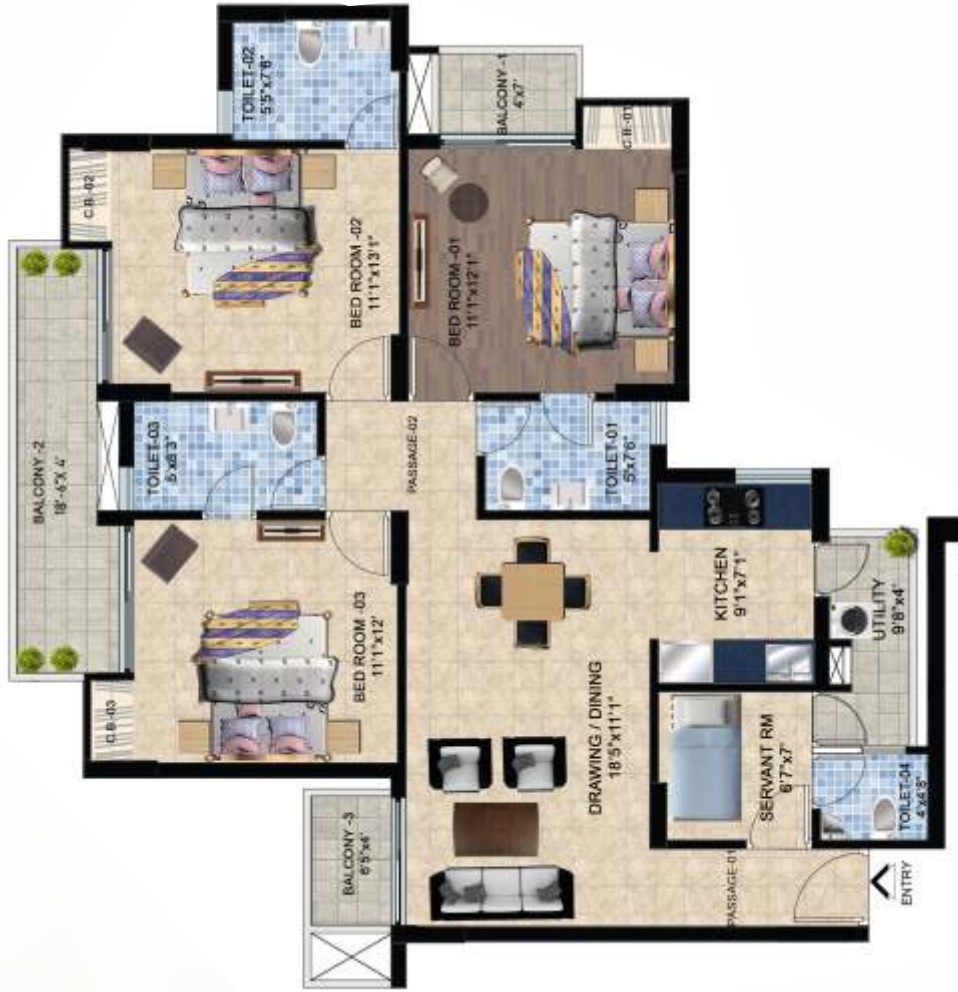 TOILET-02
5'5"x7'6"
BALCONY -1
4'x7'
C.B.-01
C.B.-02
BED ROOM -02
11'1"x13'1"
BED ROOM -01
11'1"x12'1"
BALCONY -2
18'-6"X 4'
TOILET-03
5'x8'3"
PASSAGE-02
TOILET-01
5'x7'6"
KITCHEN
9'1"x7'1"
UTILITY
9'8"x4'
BED ROOM -03
11'1"x12'
C.B-03
DRAWING / DINING
18'5"x11'1"
SERVANT RM
6'7"x7'
TOILET-04
4'x4'8"
BALCONY -3
6'5"x4'
PASSAGE-01
ENTRY